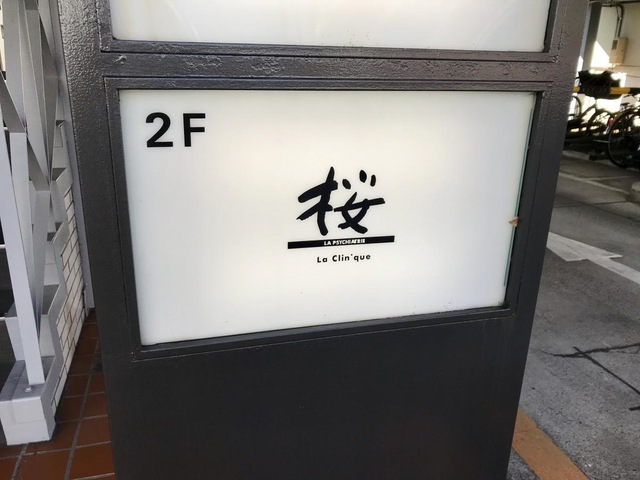 2F
桜
LA PSYCHIATRIE
La Clin'que